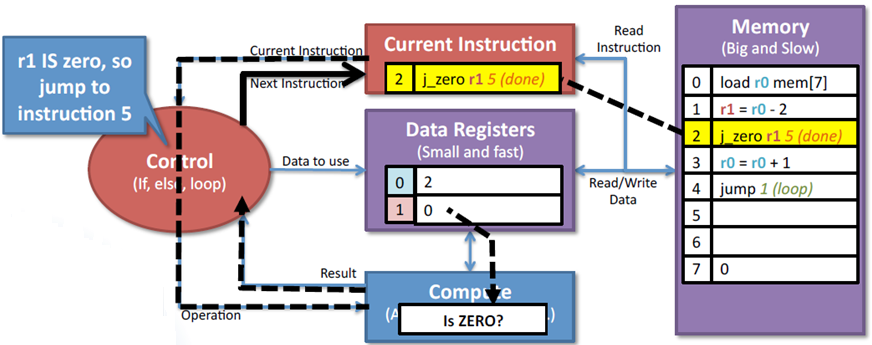 r1 IS zero, so
jump to
instruction 5
Current Instruction
Next Instruction
Control
(If, else, loop)
Data to use
Result
Operation
Current Instruction
2 j_zero r1 5 (done)
Data Registers
(Small and fast)
0 2
1 0
Compute
(A
.)
Is ZERO?
Read
Instruction
Read/Write
Data
Memory
(Big and Slow)
0 load r0 mem[7]
1 r1 = r0 - 2
2 j_zero r1 5 (done)
3 r0 = r0 + 1
4 jump 1 (loop)
5
6
7 0